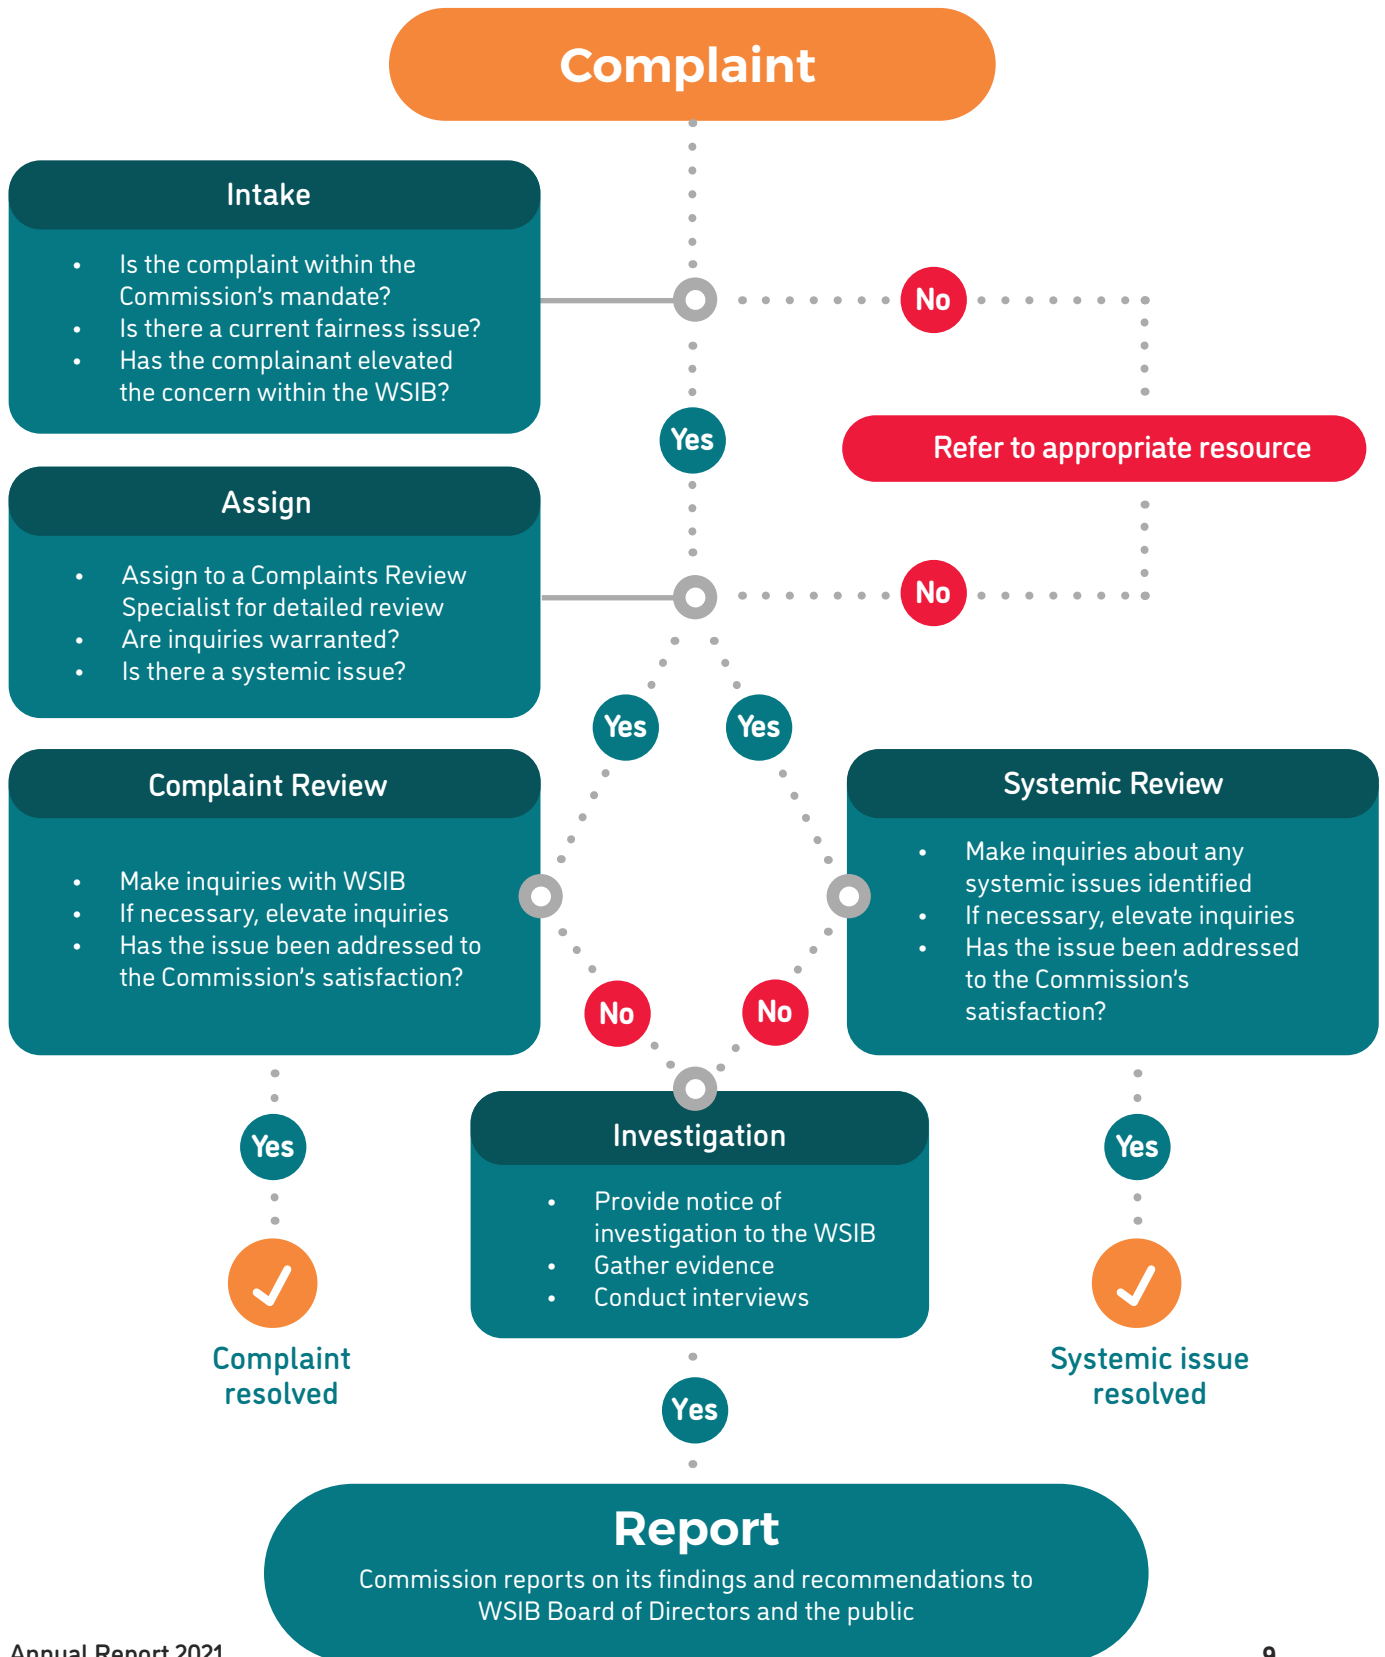 Complaint
Intake
• Is the complaint within the
Commission's mandate?
• Is there a current fairness issue?
• Has the complainant elevated
the concern within the WSIB?
No
Yes
Refer to appropriate resource
Assign
• Assign to a Complaints Review
Specialist for detailed review
• Are inquiries warranted?
• Is there a systemic issue?
No
Yes
Yes
Complaint Review
• Make inquiries with WSIB
• If necessary, elevate inquiries
• Has the issue been addressed to
the Commission's satisfaction?
Systemic Review
• Make inquiries about any
systemic issues identified
• If necessary, elevate inquiries
• Has the issue been addressed
to the Commission's
satisfaction?
No
No
Yes
Complaint
resolved
Investigation
• Provide notice of
investigation to the WSIB
• Gather evidence
• Conduct interviews
Yes
Systemic issue
resolved
Yes
Report
Commission reports on its findings and recommendations to
WSIB Board of Directors and the public
Annual Report 2021
9